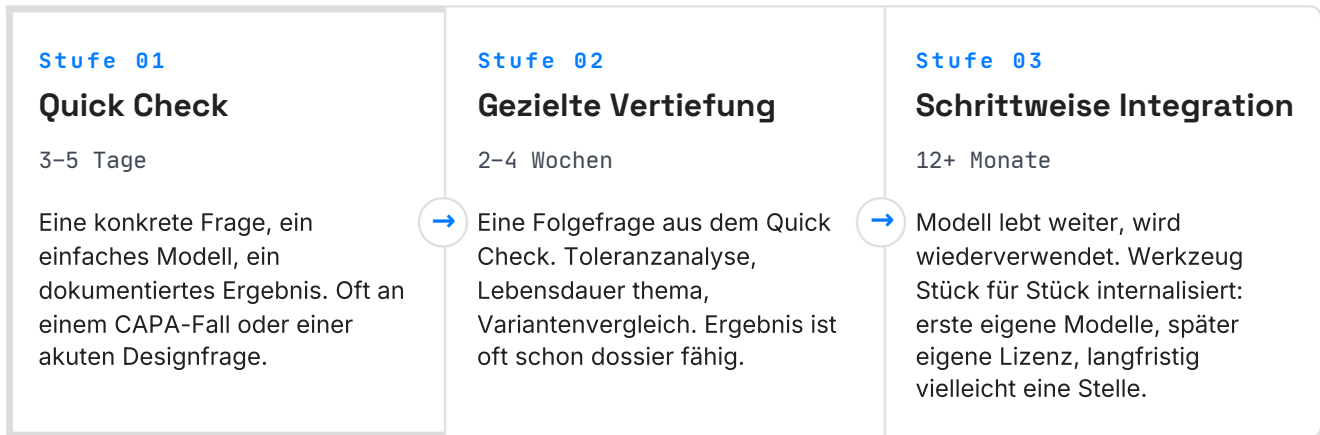 Stufe 01
Quick Check
3–5 Tage
Eine konkrete Frage, ein
einfaches Modell, ein
dokumentiertes Ergebnis. Oft an
einem CAPA-Fall oder einer
akuten Designfrage.
→
Stufe 02
Gezielte Vertiefung
2–4 Wochen
Eine Folgefrage aus dem Quick
Check. Toleranzanalyse,
Lebensdauer thema,
Variantenvergleich. Ergebnis ist
oft schon dossier fähig.
→
Stufe 03
Schrittweise Integration
12+ Monate
Modell lebt weiter, wird
wiederverwendet. Werkzeug
Stück für Stück internalisiert:
erste eigene Modelle, später
eigene Lizenz, langfristig
vielleicht eine Stelle.